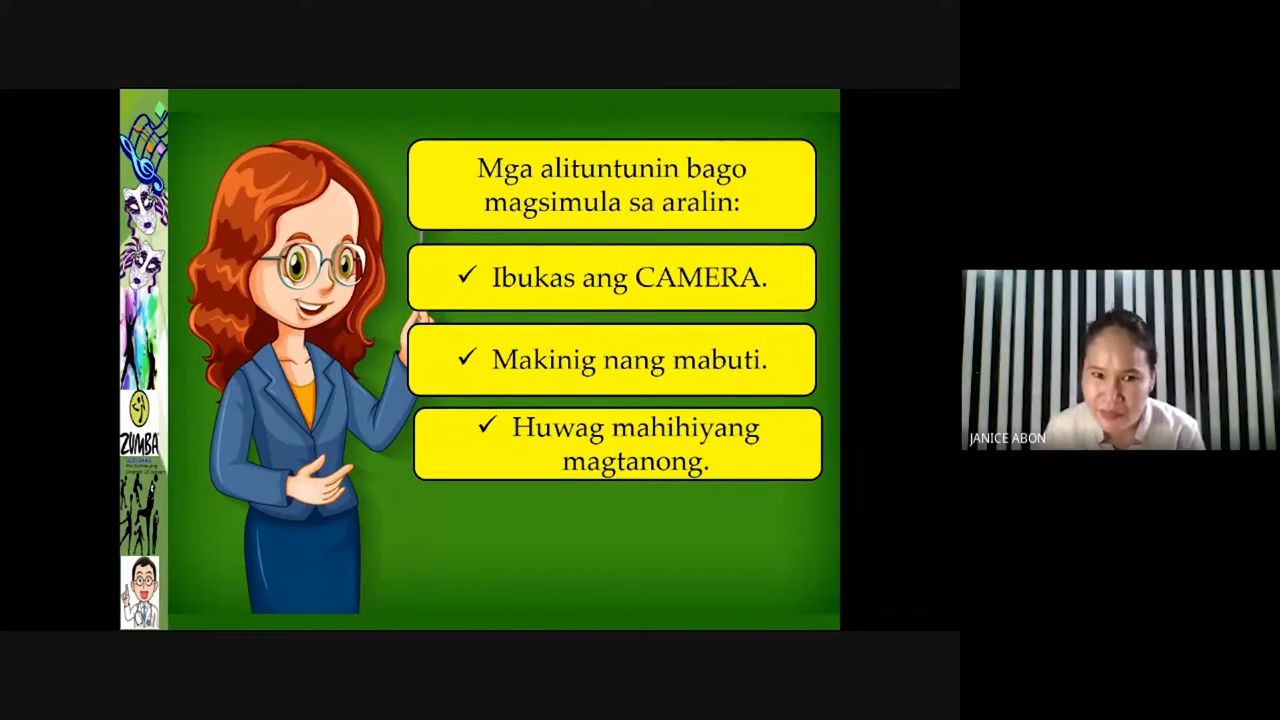 Mga alituntunin bago
magsimula sa aralin:
✓ Ibukas ang CAMERA.
✓ Makinig nang mabuti.
✓ Huwag mahihiyang
magtanong.
ZUMBA
JANICE ABON